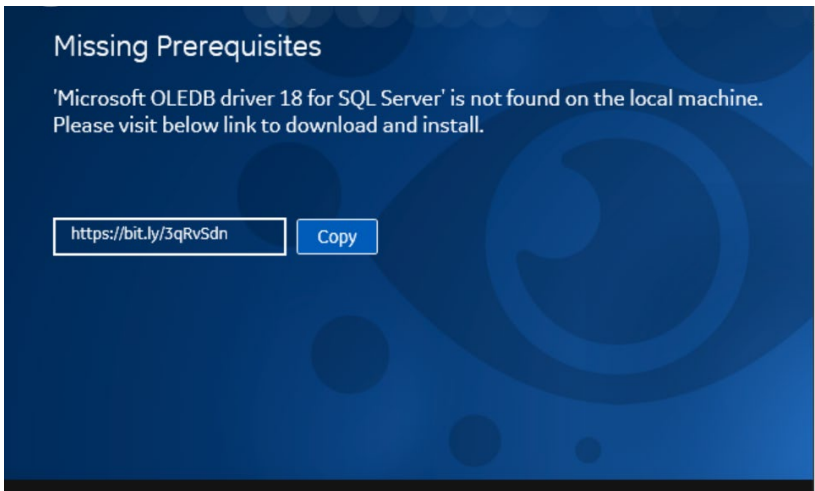 Missing Prerequisites
'Microsoft OLEDB driver 18 for SQL Server' is not found on the local machine.
Please visit below link to download and install.
https://bit.ly/3qRvSdn
Copy